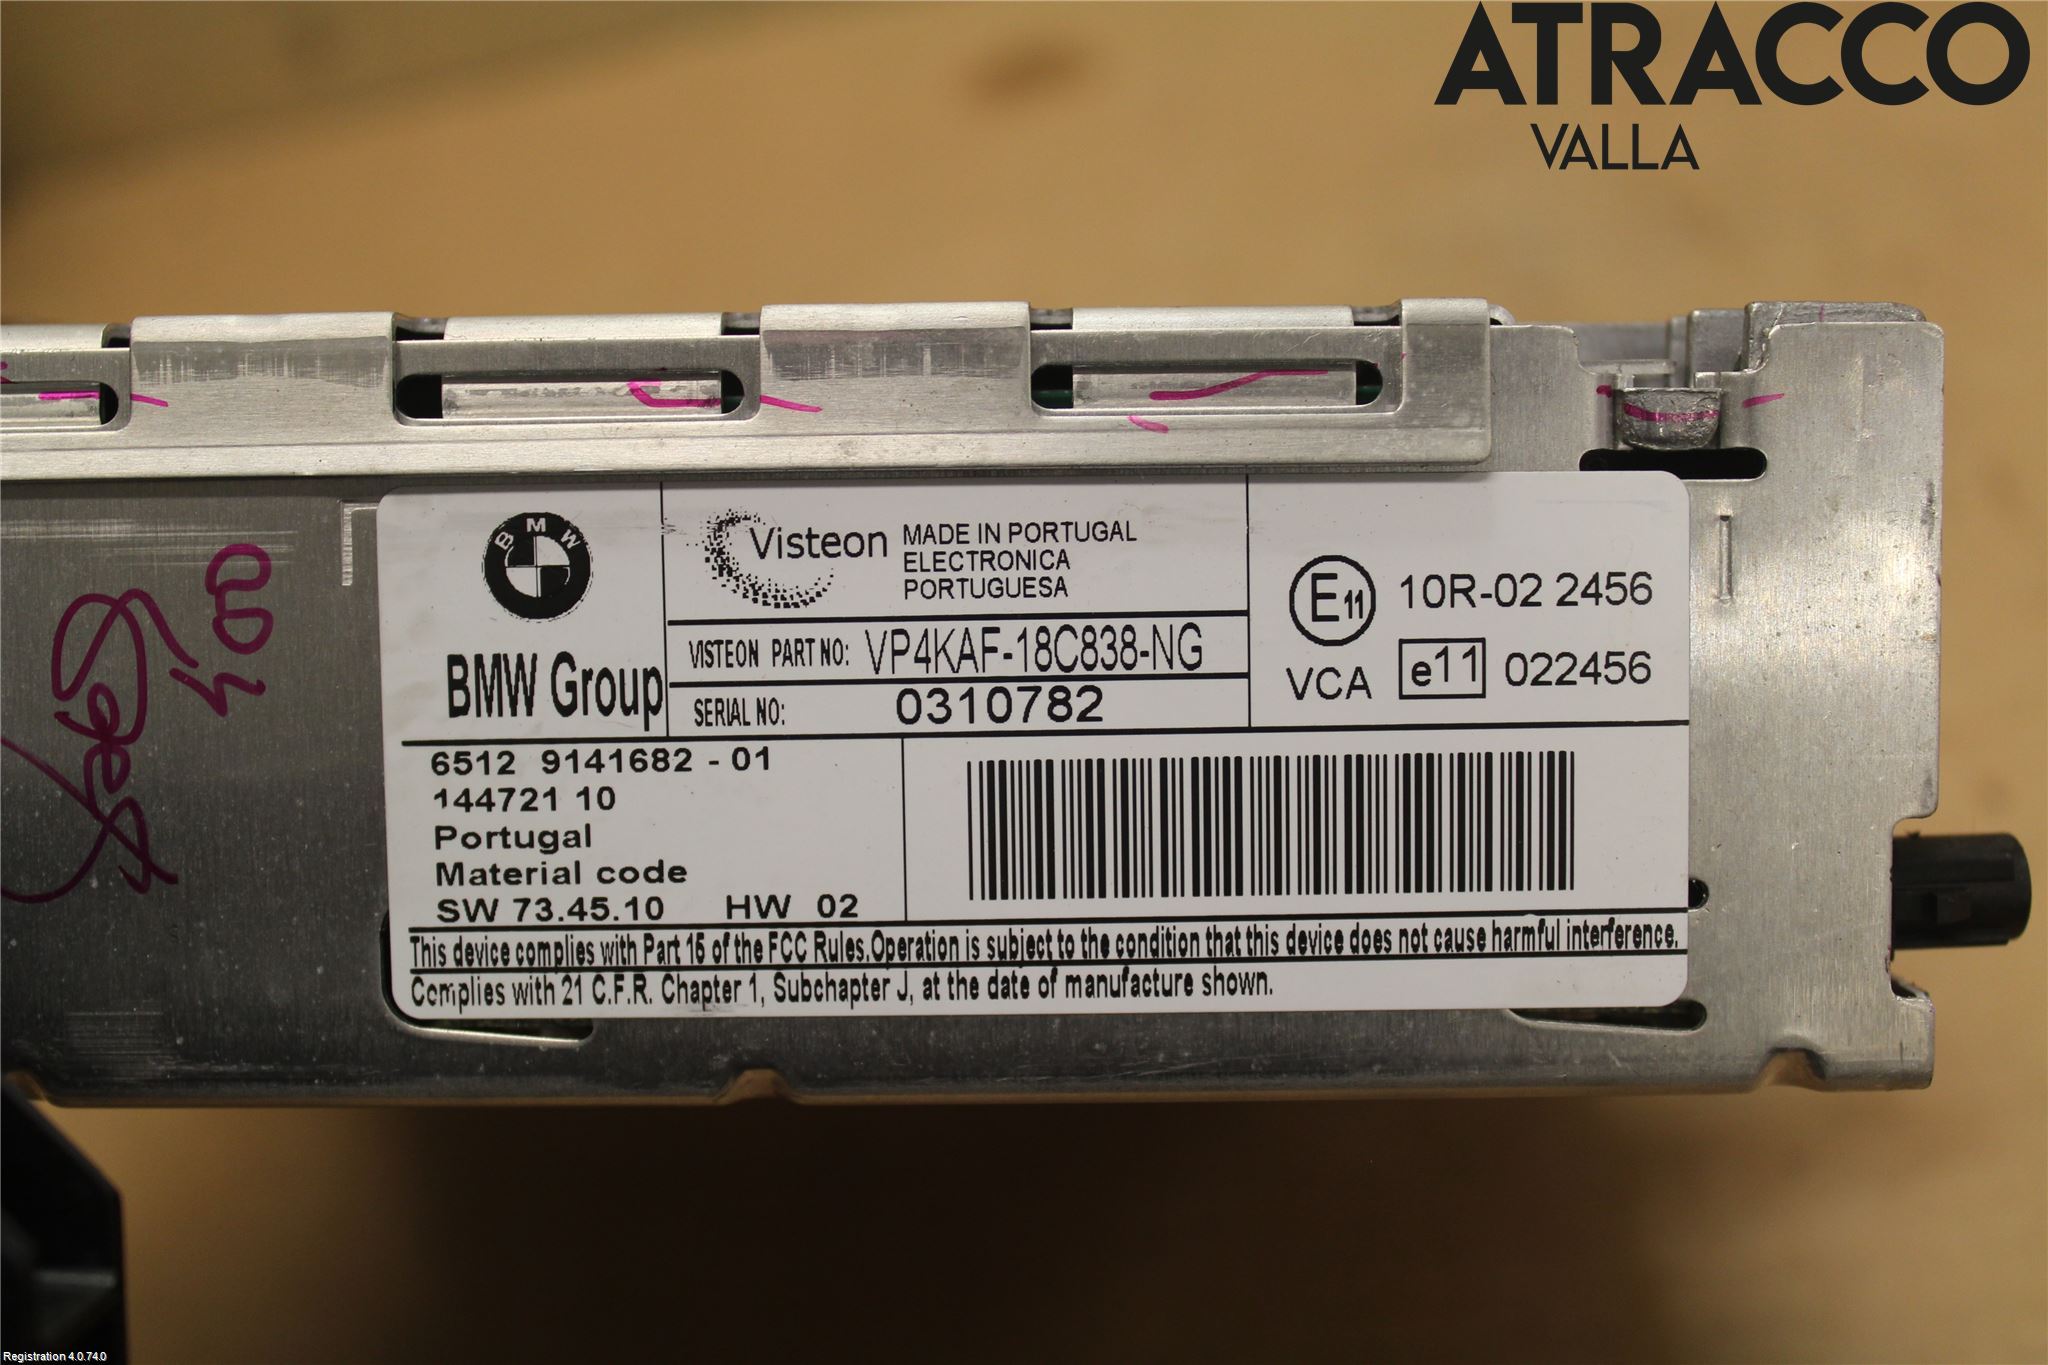 ATRACCO
VALLA
BMW
BMW Group
Visteon
MADE IN PORTUGAL
ELECTRONICA
PORTUGUESA
VISTEON PART NO: VP4KAF-18C838-NG
SERIAL NO: 0310782
E11 10R-02 2456
VCA e11 022456
6512 9141682 - 01
144721 10
Portugal
Material code
SW 73.45.10 HW 02
This device complies with Part 15 of the FCC Rules.Operation is subject to the condition that this device does not cause harmful interference.
Complies with 21 C.F.R. Chapter 1, Subchapter J, at the date of manufacture shown.
Registration 4.0.74.0